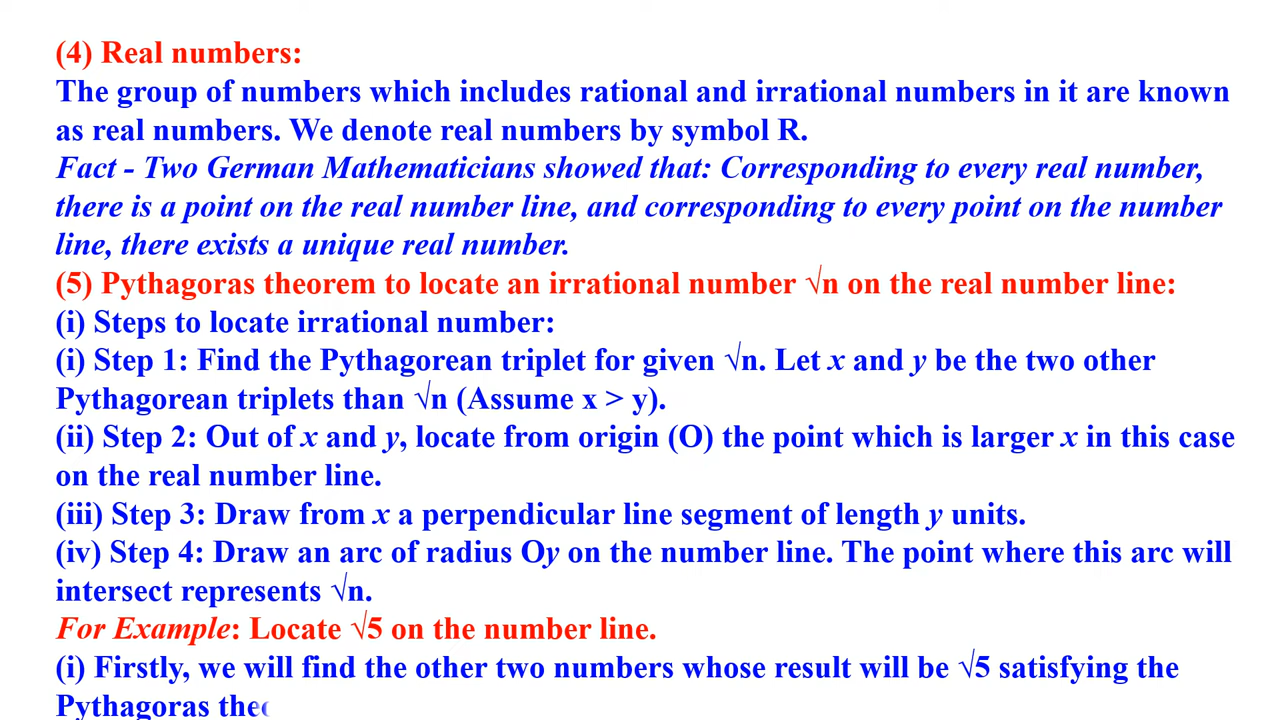 (4) Real numbers:
The group of numbers which includes rational and irrational numbers in it are known
as real numbers. We denote real numbers by symbol R.
Fact - Two German Mathematicians showed that: Corresponding to every real number,
there is a point on the real number line, and corresponding to every point on the number
line, there exists a unique real number.
(5) Pythagoras theorem to locate an irrational number √n on the real number line:
(i) Steps to locate irrational number:
(i) Step 1: Find the Pythagorean triplet for given √n. Let x and y be the two other
Pythagorean triplets than √n (Assume x > y).
(ii) Step 2: Out of x and y, locate from origin (O) the point which is larger x in this case
on the real number line.
(iii) Step 3: Draw from x a perpendicular line segment of length y units.
(iv) Step 4: Draw an arc of radius Oy on the number line. The point where this arc will
intersect represents √n.
For Example: Locate √5 on the number line.
(i) Firstly, we will find the other two numbers whose result will be √5 satisfying the
Pythagoras